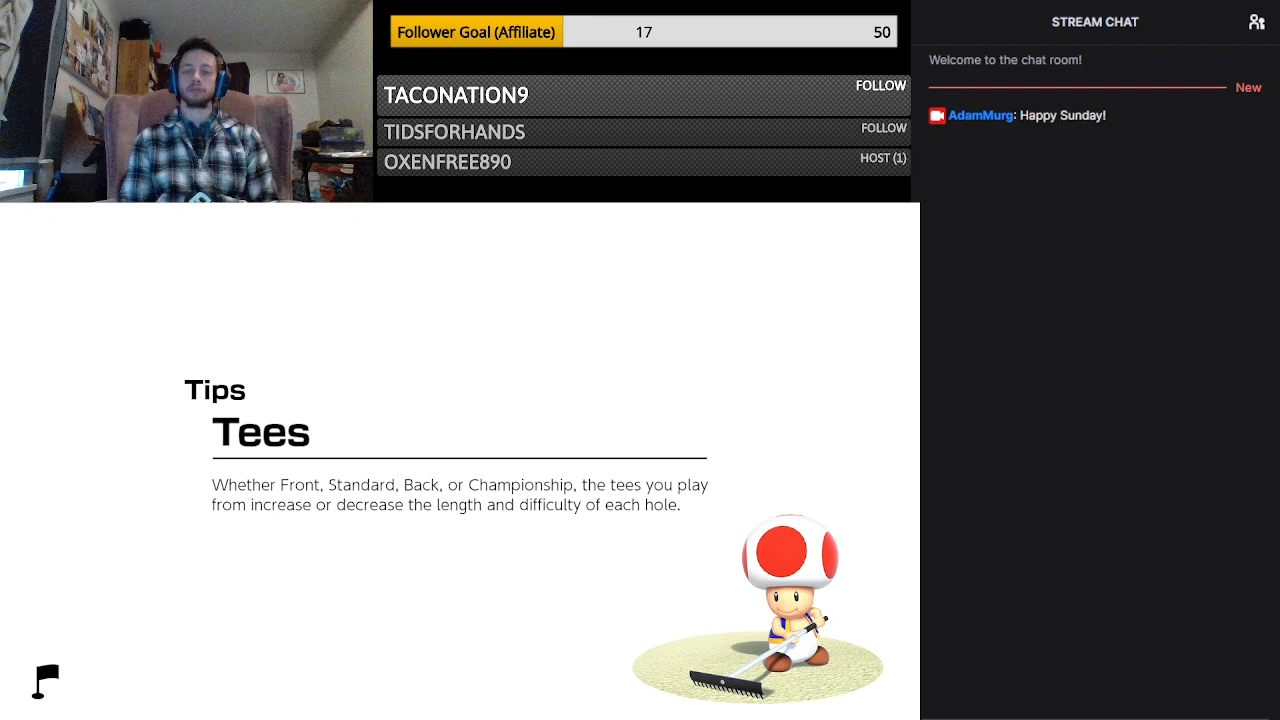 Follower Goal (Affiliate) 17 50
TACONATION9 FOLLOW
TIDSFORHANDS FOLLOW
OXENFREE890 HOST (1)
STREAM CHAT
Welcome to the chat room!
New
AdamMurg: Happy Sunday!
Tips
Tees
Whether Front, Standard, Back, or Championship, the tees you play
from increase or decrease the length and difficulty of each hole.